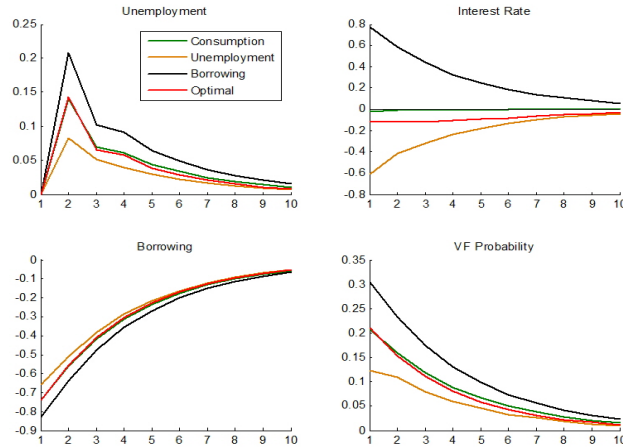 Unemployment
0.25
0.2
0.15
0.1
0.05
0
1 2 3 4 5 6 7 8 9 10
Consumption
Unemployment
Borrowing
Optimal
Interest Rate
0.8
0.6
0.4
0.2
0
-0.2
-0.4
-0.6
-0.8
1 2 3 4 5 6 7 8 9 10
Borrowing
0
-0.1
-0.2
-0.3
-0.4
-0.5
-0.6
-0.7
-0.8
-0.9
1 2 3 4 5 6 7 8 9 10
VF Probability
0.35
0.3
0.25
0.2
0.15
0.1
0.05
0
1 2 3 4 5 6 7 8 9 10